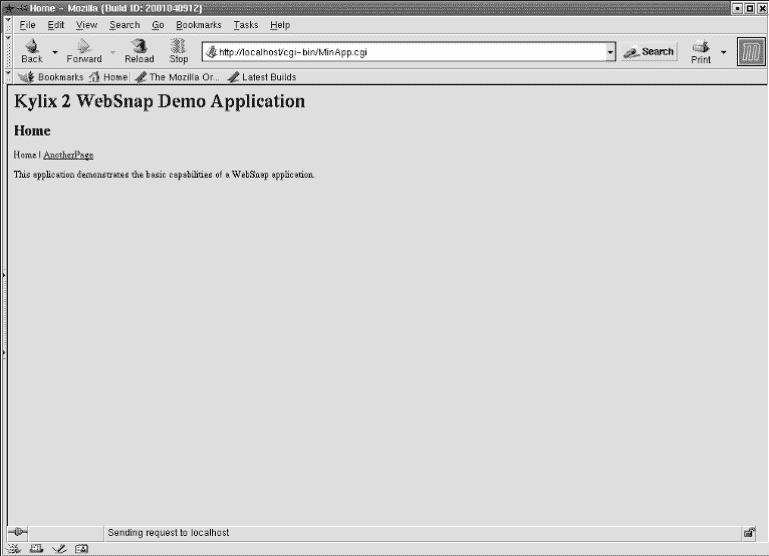 Home - Mozilla {Build ID: 2001040912}
File Edit View Search Go Bookmarks Tasks Help
Back Forward Reload Stop http://localhost/cgi-bin/MinApp.cgi Search Print
Bookmarks Home The Mozilla Or... Latest Builds
Kylix 2 WebSnap Demo Application
Home
Home | AnotherPage
This application demonstrates the basic capabilities of a WebSnap application.
Sending request to localhost